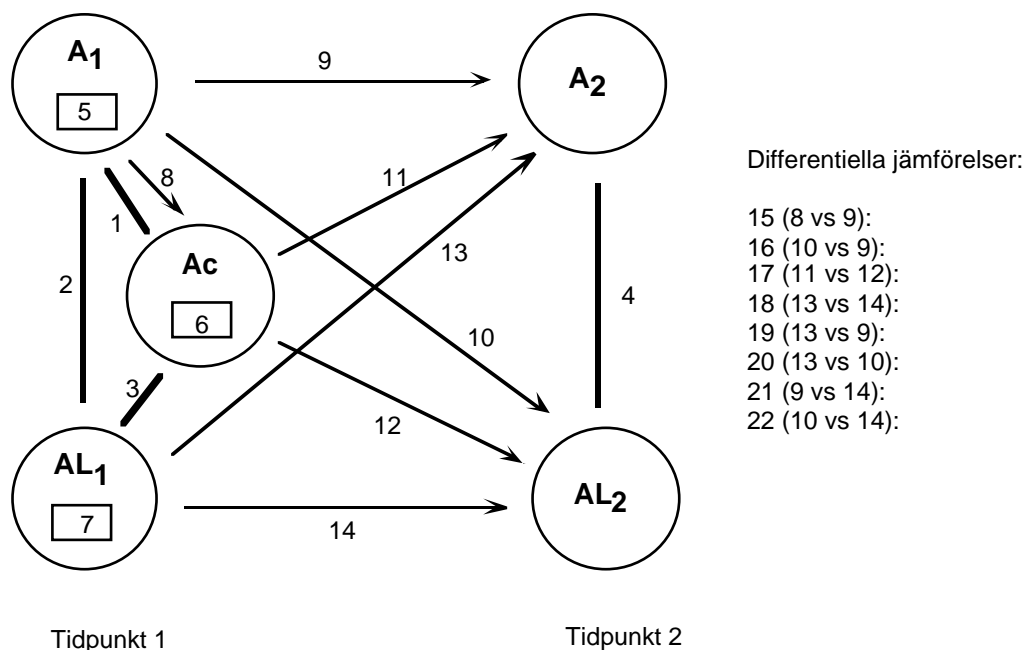 A1
9
A2
5
8
11
1
Ac
13
2
6
4
10
3
12
AL1
AL2
7
14
Tidpunkt 1
Tidpunkt 2
Differentiella jämförelser:
15 (8 vs 9):
16 (10 vs 9):
17 (11 vs 12):
18 (13 vs 14):
19 (13 vs 9):
20 (13 vs 10):
21 (9 vs 14):
22 (10 vs 14):